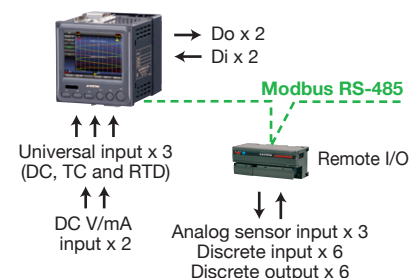 Do x 2
Di x 2
Modbus RS-485
Universal input x 3
(DC, TC and RTD)
Remote I/O
DC V/mA
input x 2
Analog sensor input x 3
Discrete input x 6
Discrete output x 6